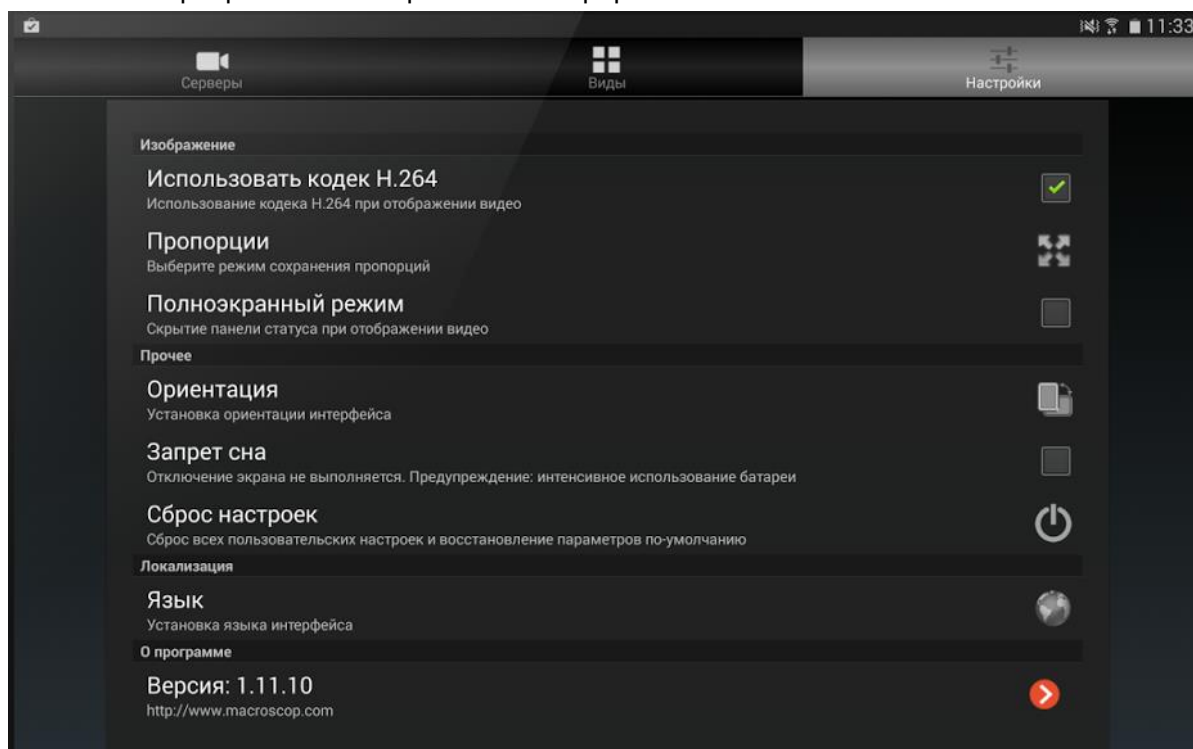 11:33
Серверы
Виды
Настройки
Изображение
Использовать кодек H.264
Использование кодека H.264 при отображении видео
Пропорции
Выберите режим сохранения пропорций
Полноэкранный режим
Скрытие панели статуса при отображении видео
Прочее
Ориентация
Установка ориентации интерфейса
Запрет сна
Отключение экрана не выполняется. Предупреждение: интенсивное использование батареи
Сброс настроек
Сброс всех пользовательских настроек и восстановление параметров по-умолчанию
Локализация
Язык
Установка языка интерфейса
О программе
Версия: 1.11.10
http://www.macroscop.com